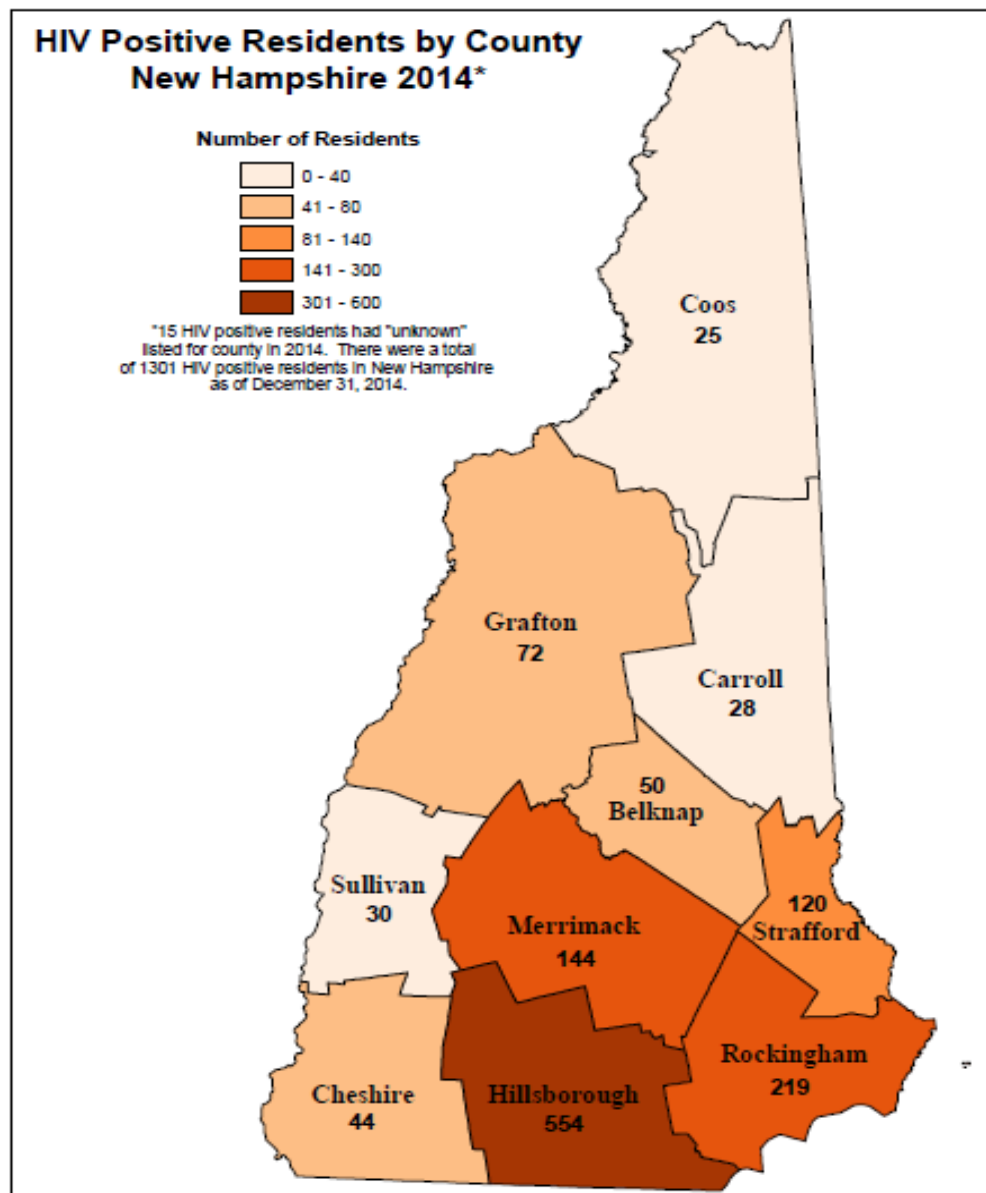 HIV Positive Residents by County
New Hampshire 2014*
Number of Residents
0 - 40
41 - 80
81 - 140
141 - 300
301 - 600
*15 HIV positive residents had "unknown"
listed for county in 2014. There were a total
of 1301 HIV positive residents in New Hampshire
as of December 31, 2014.
Coos
25
Grafton
72
Carroll
28
50
Belknap
Sullivan
30
Merrimack
144
120
Strafford
Rockingham
219
Cheshire
44
Hillsborough
554